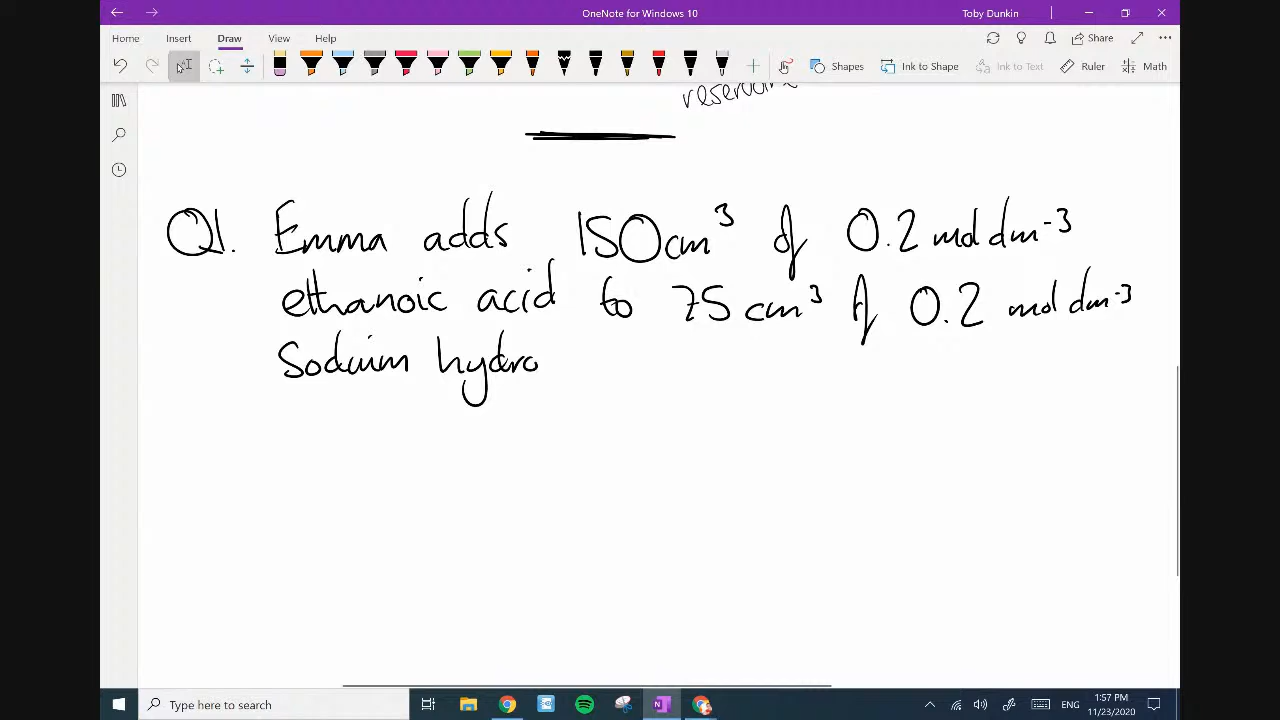 OneNote for Windows 10
Toby Dunkin
Home Insert Draw View Help
Share
Shapes Ink to Shape Ink to Text Ruler Math
Q1. Emma adds 150cm³ of 0.2 mol dm⁻³
ethanoic acid to 75 cm³ of 0.2 mol dm⁻³
Sodium hydro
Type here to search
ENG
1:57 PM
11/23/2020